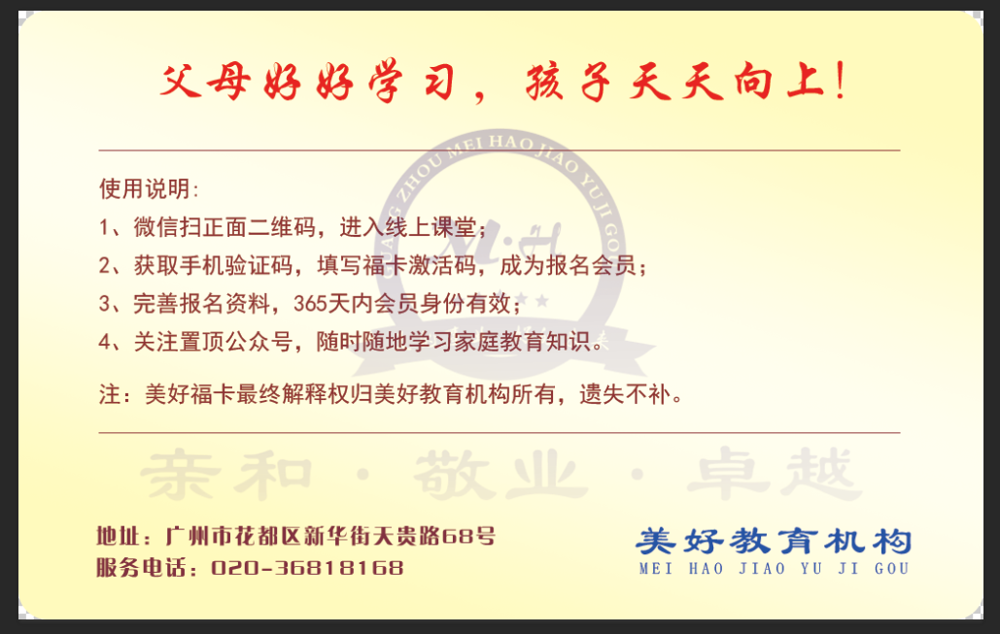 父母好好学习，孩子天天向上！
GUANG ZHOU MEI HAO JIAO YU JI GOU
M·H
使用说明:
1、微信扫正面二维码，进入线上课堂；
2、获取手机验证码，填写福卡激活码，成为报名会员；
3、完善报名资料，365天内会员身份有效；
4、关注置顶公众号，随时随地学习家庭教育知识。
注：美好福卡最终解释权归美好教育机构所有，遗失不补。
亲和·敬业·卓越
地址：广州市花都区新华街天贵路68号
服务电话：020-36818168
美好教育机构
MEI HAO JIAO YU JI GOU